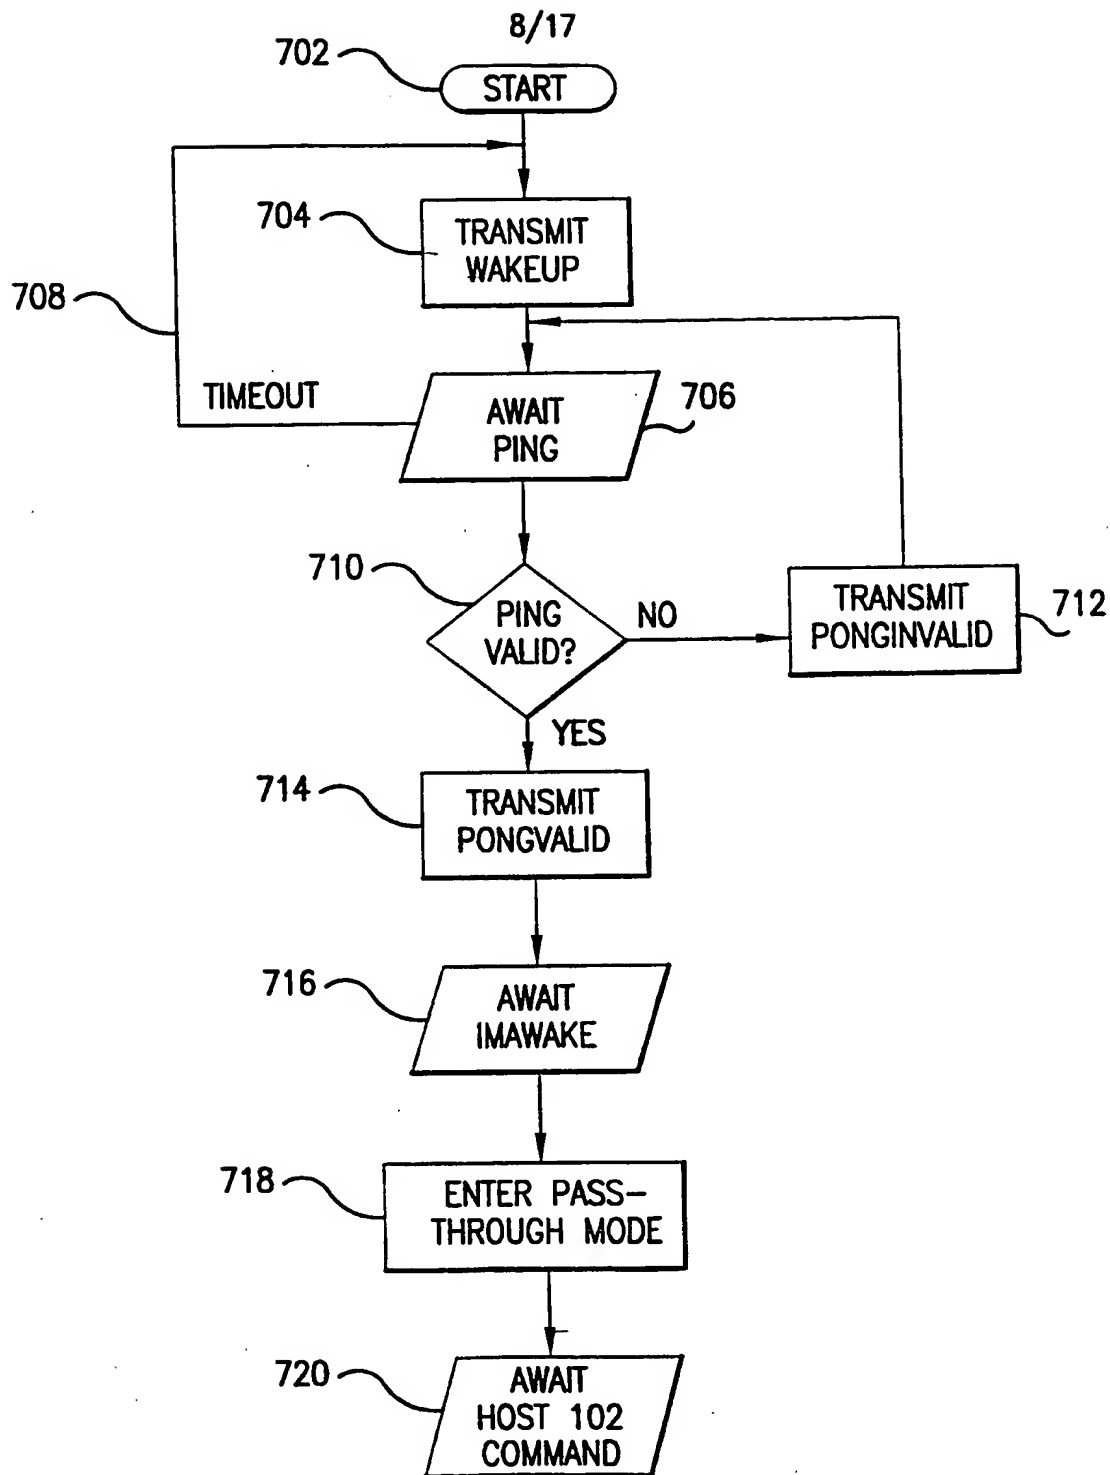 8/17
702
START
704
TRANSMIT
WAKEUP
708
TIMEOUT
AWAIT
PING
706
710
PING
VALID?
NO
TRANSMIT
PONGINVALID
712
YES
714
TRANSMIT
PONGVALID
716
AWAIT
IMAWAKE
718
ENTER PASS-
THROUGH MODE
720
AWAIT
HOST 102
COMMAND